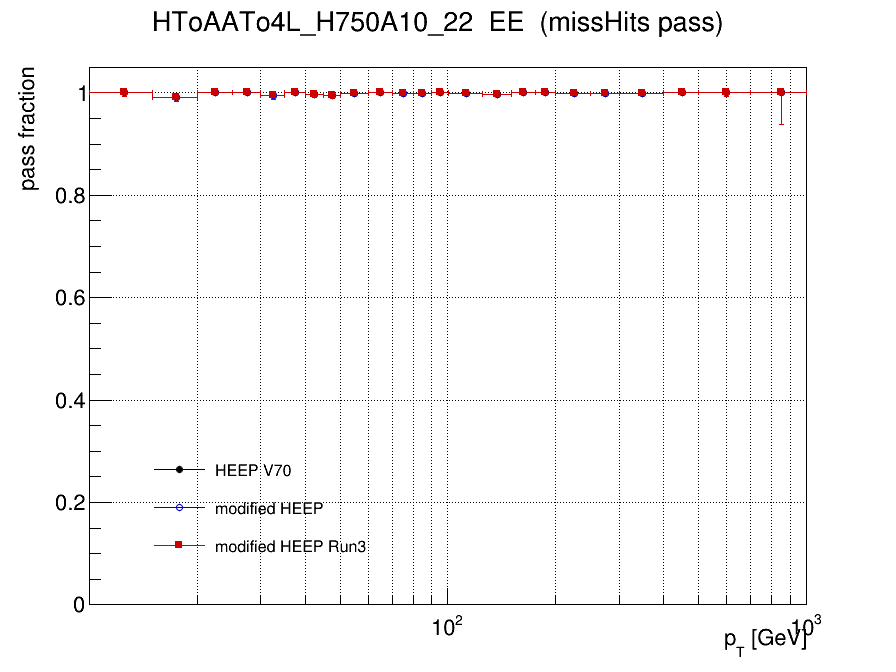 HToAATo4L_H750A10_22 EE (missHits pass)
pass fraction
1
0.8
0.6
0.4
0.2
0
HEEP V70
modified HEEP
modified HEEP Run3
10²
10³
p_T [GeV]